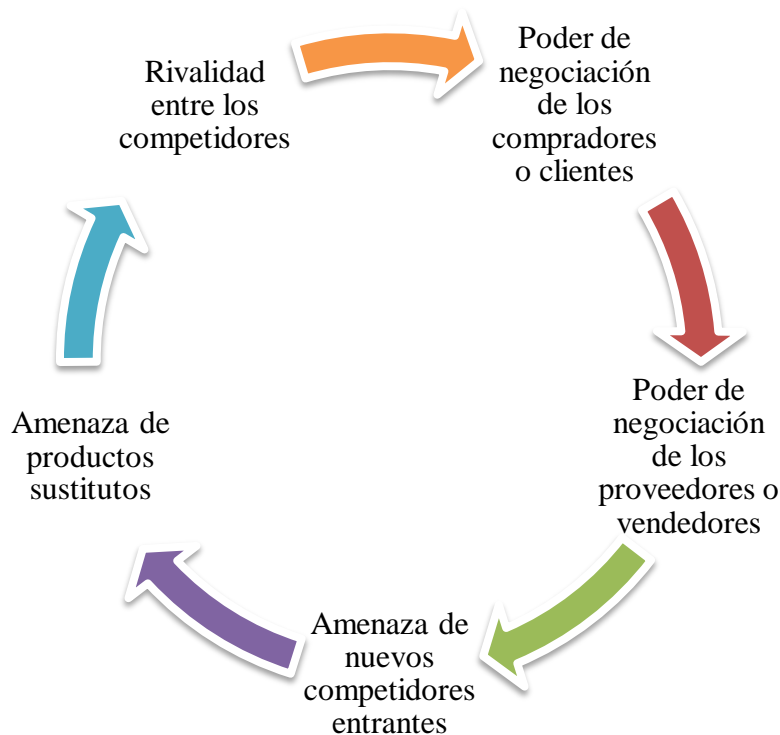 Rivalidad
entre los
competidores
Poder de
negociación
de los
compradores
o clientes
Poder de
negociación
de los
proveedores o
vendedores
Amenaza de
nuevos
competidores
entrantes
Amenaza de
productos
sustitutos